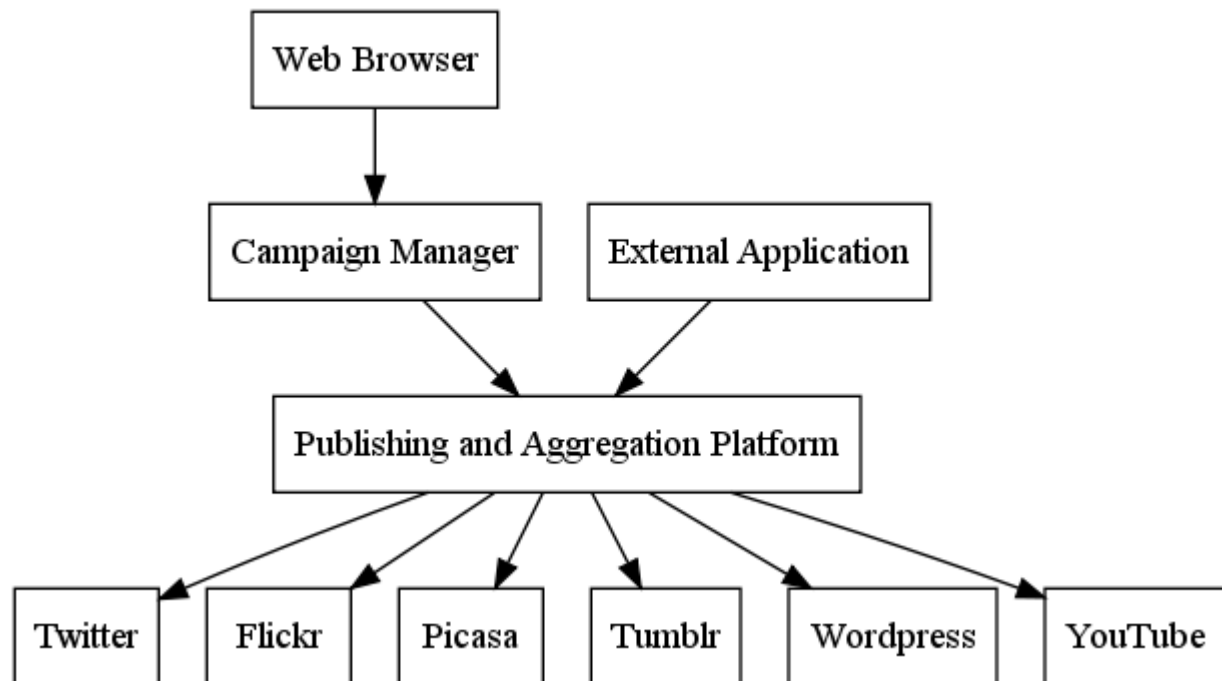 Web Browser
Campaign Manager
External Application
Publishing and Aggregation Platform
Twitter
Flickr
Picasa
Tumblr
Wordpress
YouTube